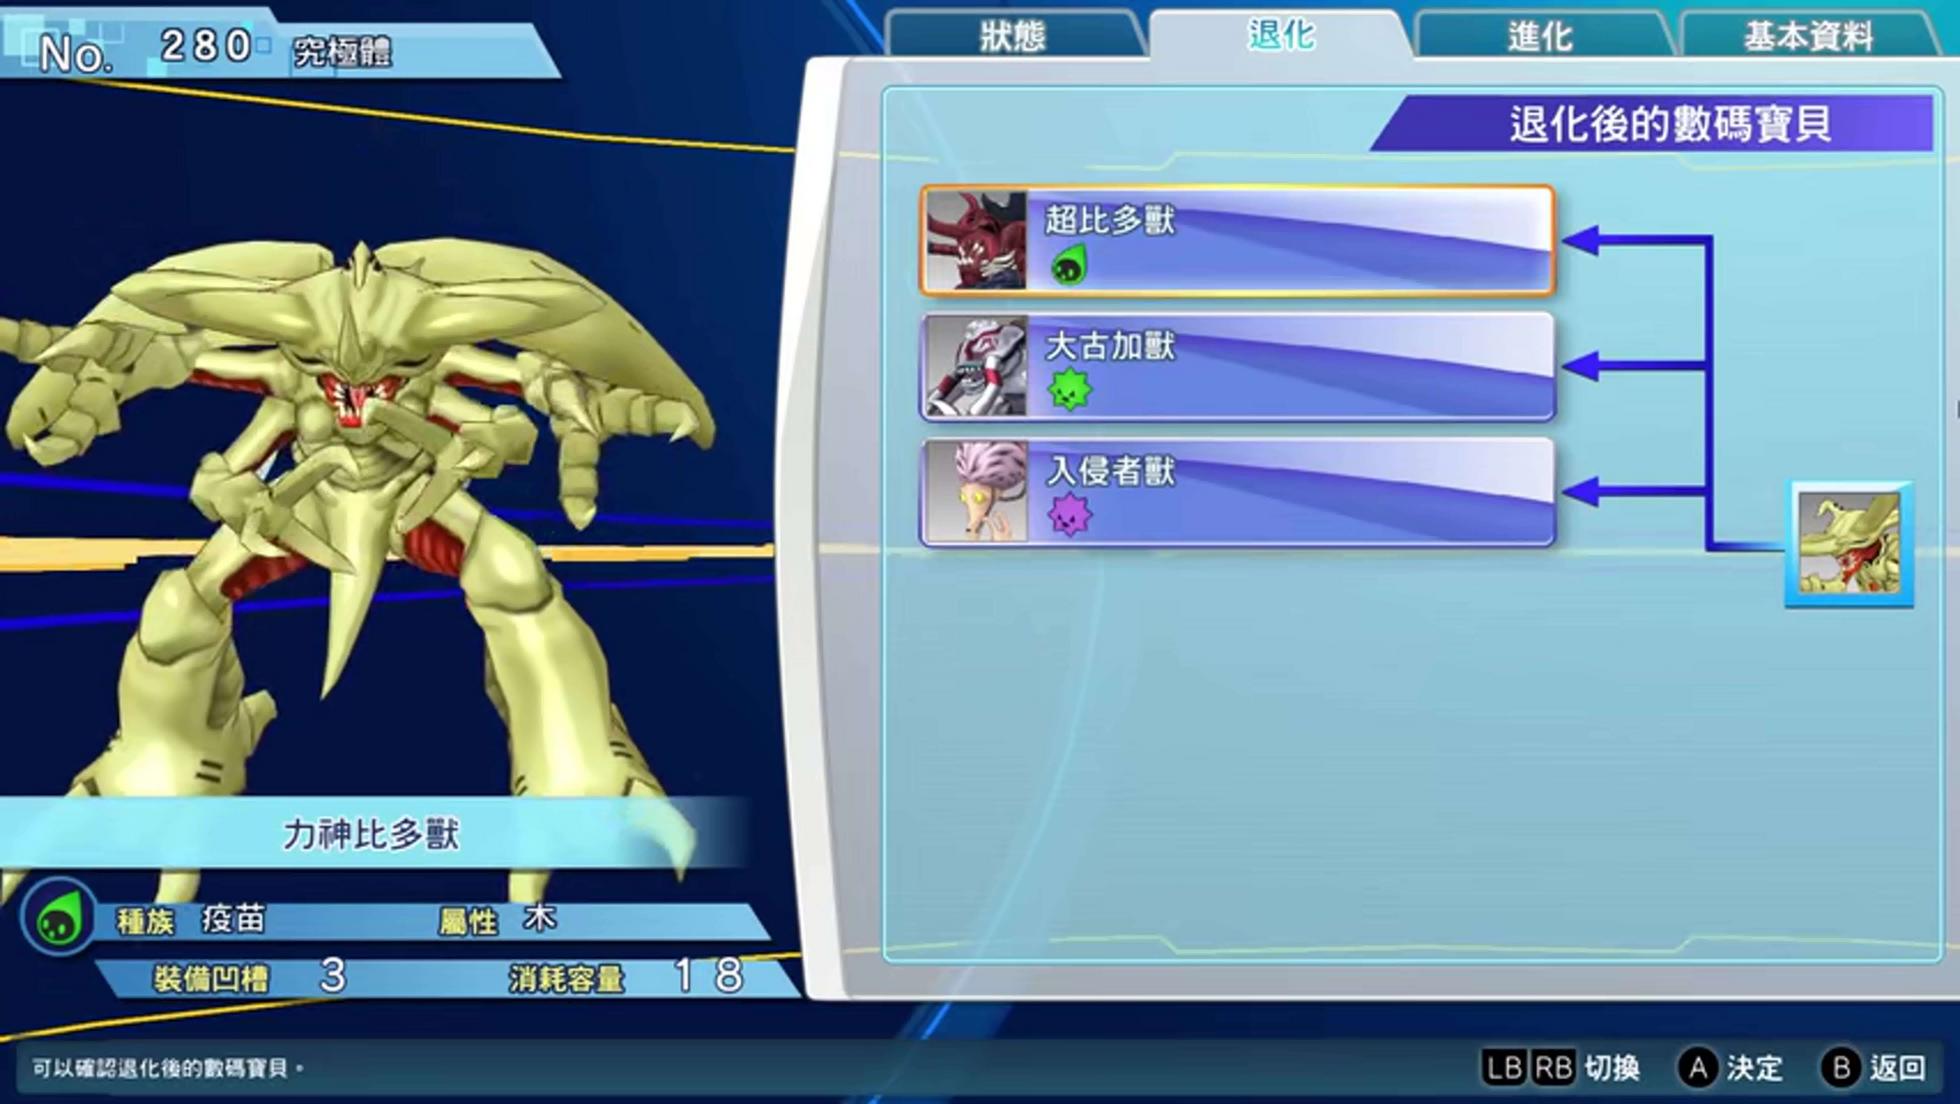 No. 280 究極體
狀態 退化 進化 基本資料
退化後的數碼寶貝
超比多獸
大古加獸
入侵者獸
力神比多獸
種族 疫苗 屬性 木
裝備凹槽 3 消耗容量 18
可以確認退化後的數碼寶貝。
LB RB 切換 A 決定 B 返回